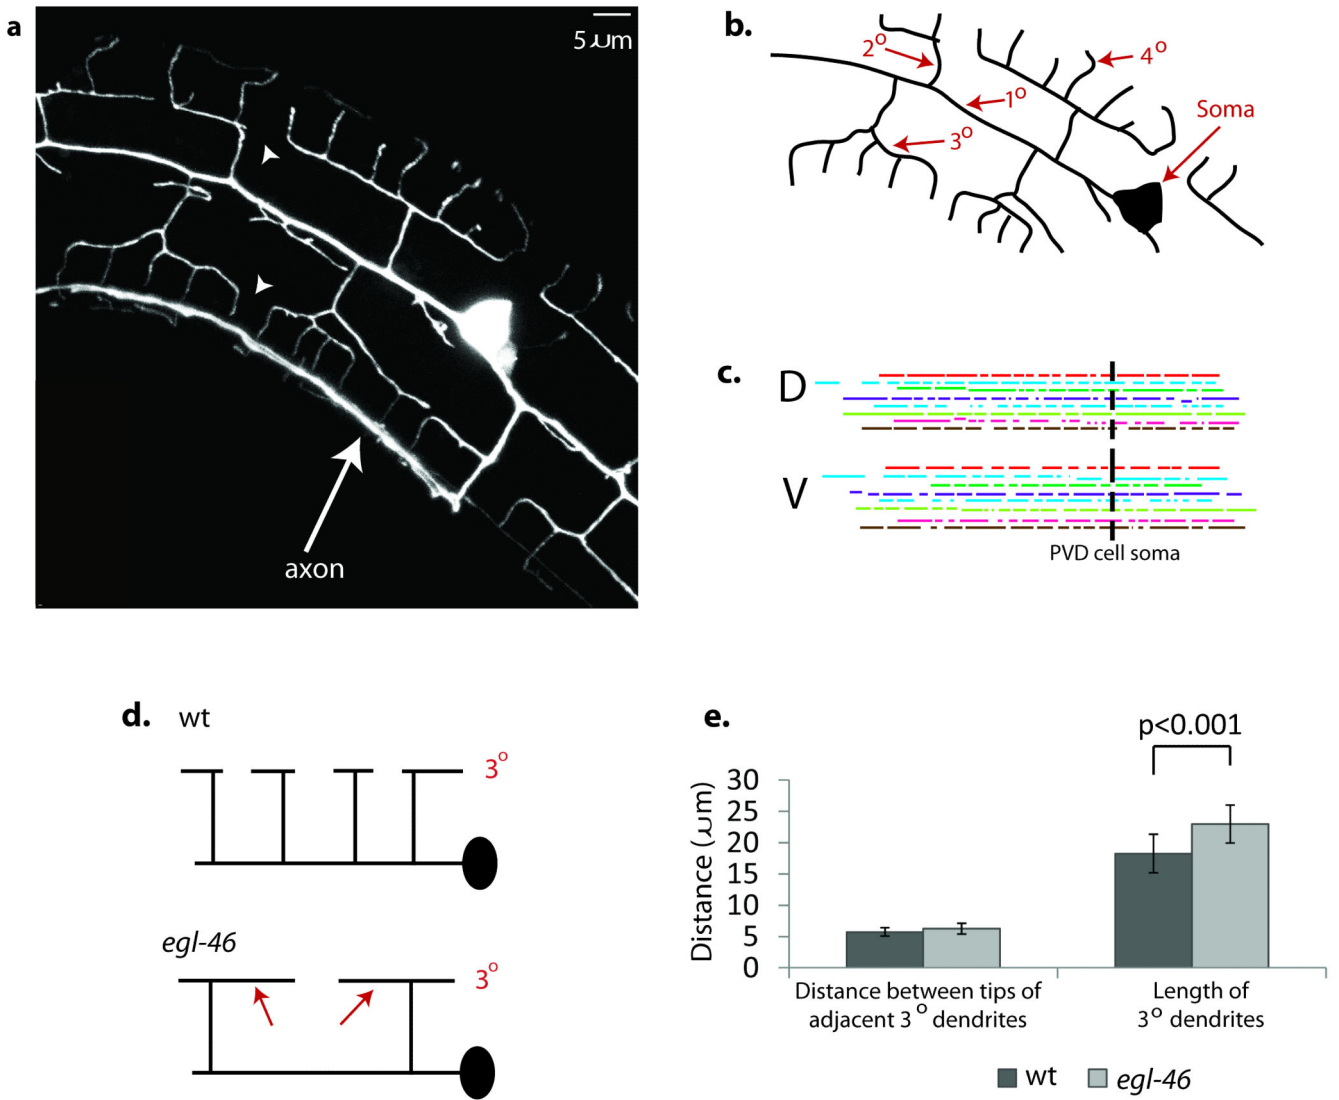 a
5 µm
axon
b.
2°
4°
1°
3°
Soma
c.
D
V
PVD cell soma
d. wt
3°
egl-46
3°
e.
p<0.001
Distance (µm)
30
25
20
15
10
5
0
Distance between tips of
adjacent 3° dendrites
Length of
3° dendrites
wt egl-46